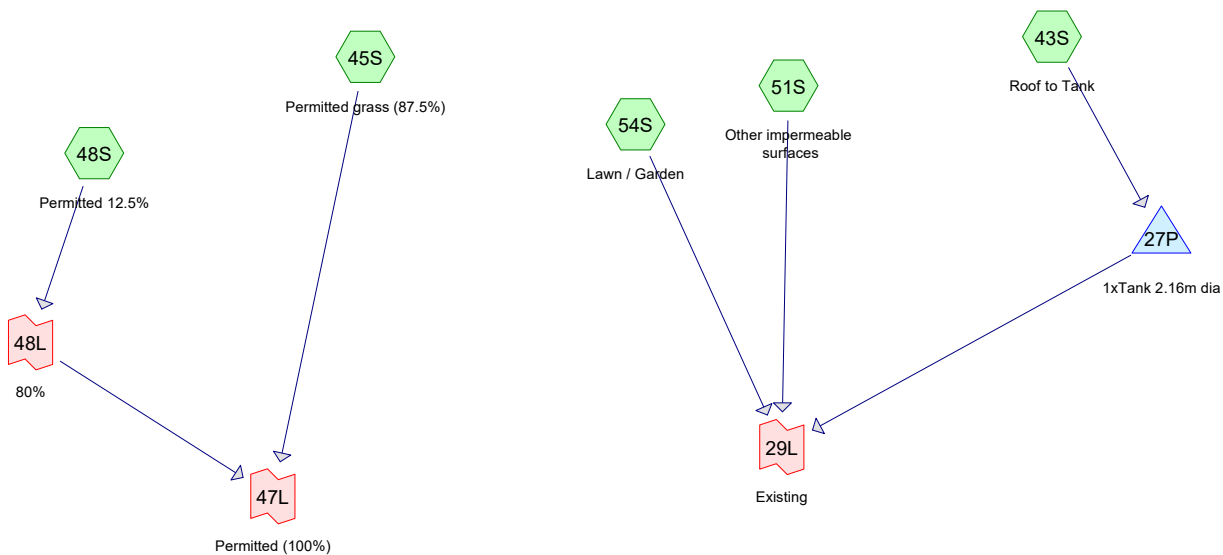 43S
Roof to Tank
45S
Permitted grass (87.5%)
51S
Other impermeable
surfaces
54S
Lawn / Garden
48S
Permitted 12.5%
27P
1xTank 2.16m dia
48L
80%
29L
Existing
47L
Permitted (100%)